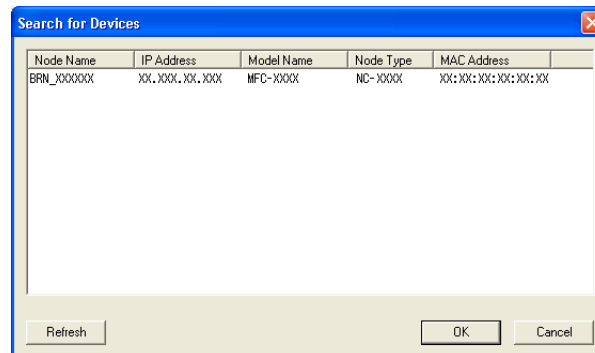 Search for Devices
Node Name IP Address Model Name Node Type MAC Address
BRN_XXXXXX XX.XXX.XX.XXX MFC-XXXX NC-XXXX XX:XX:XX:XX:XX:XX
Refresh OK Cancel